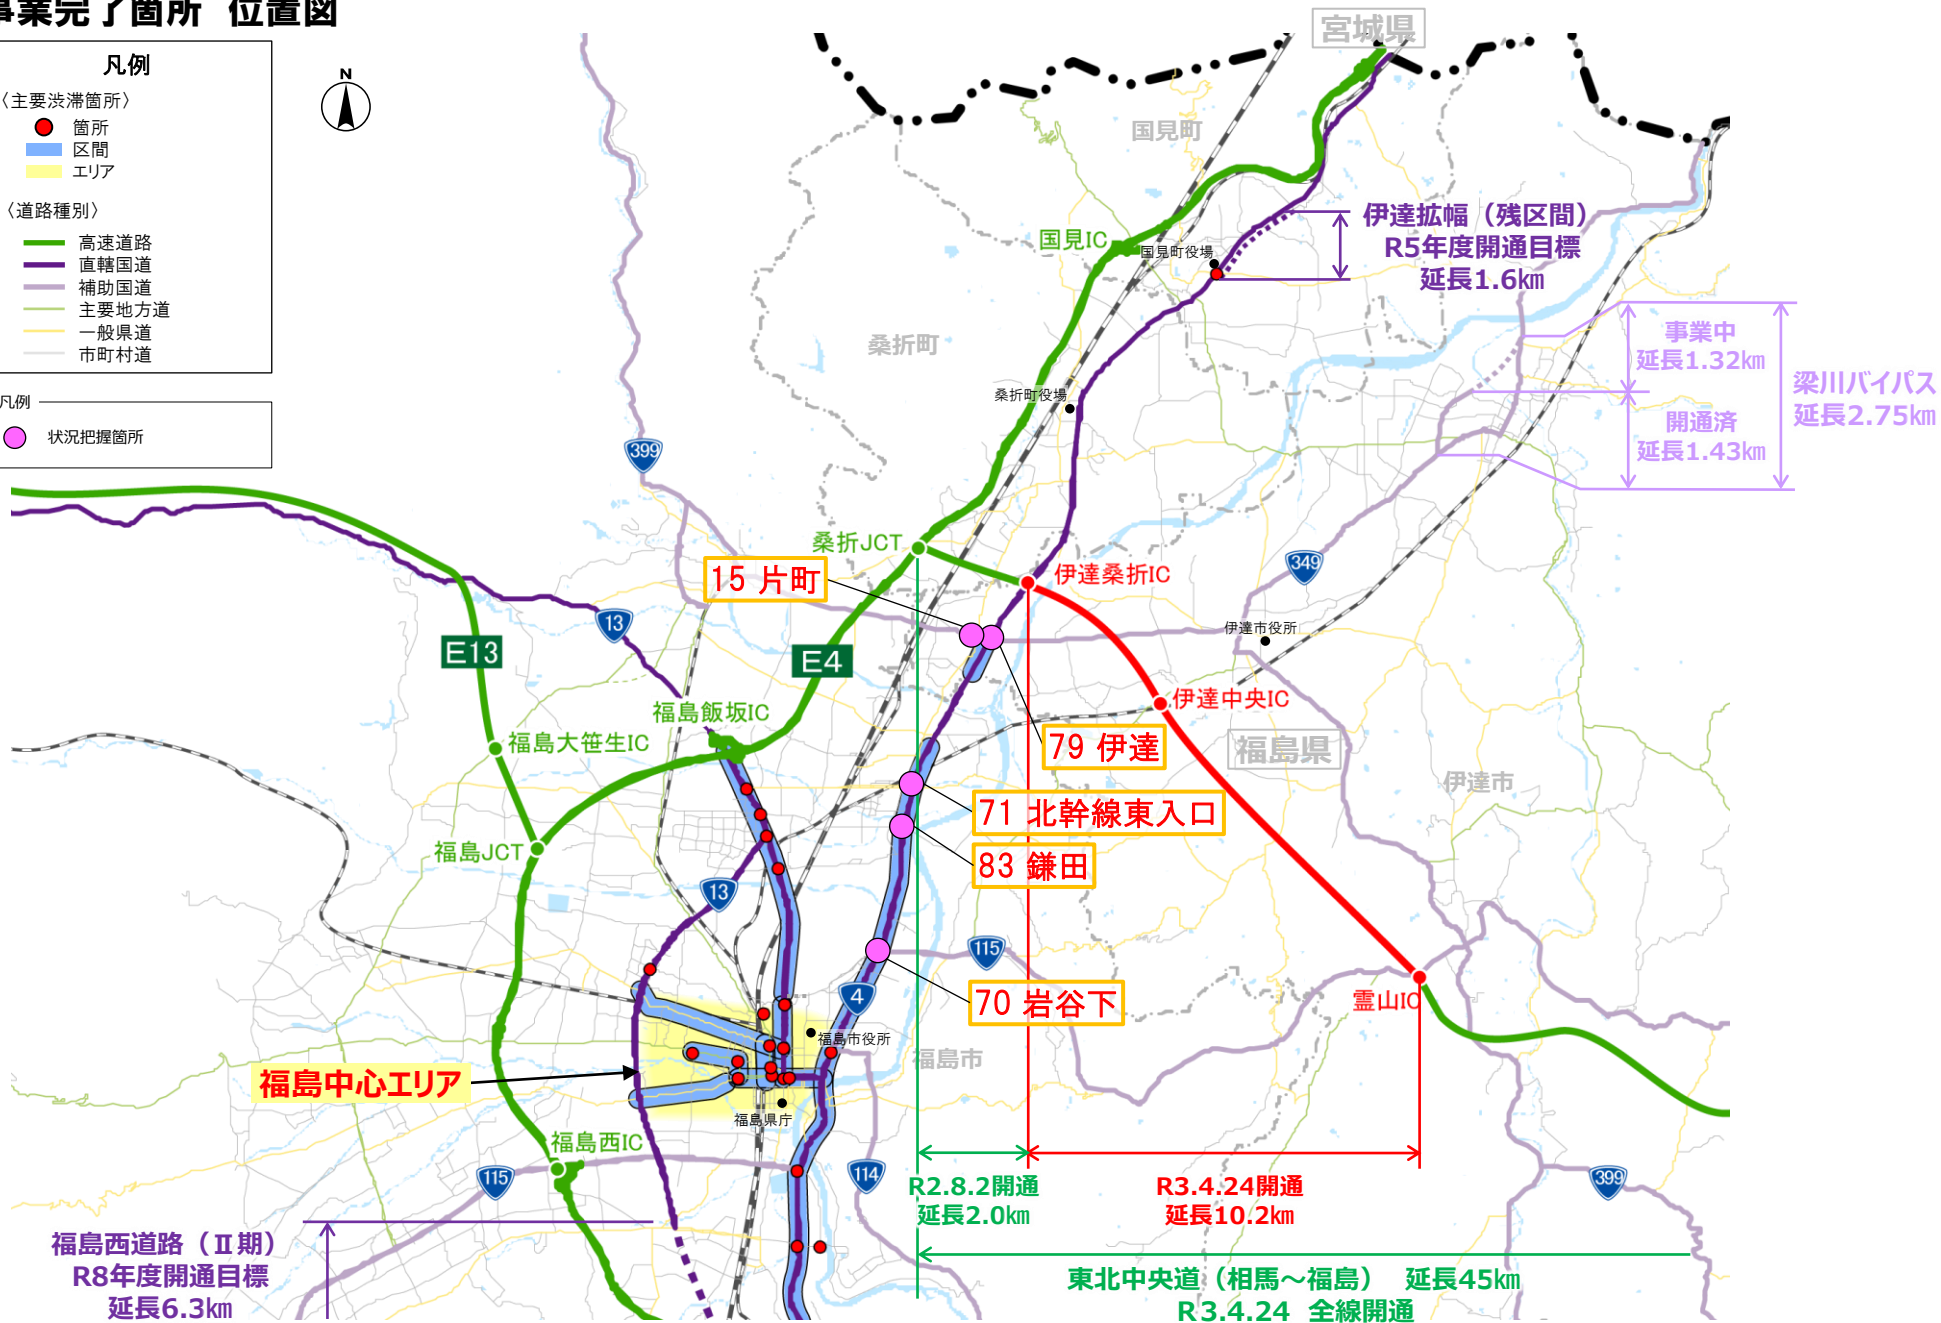 事業完了箇所 位置図
凡例
〈主要渋滞箇所〉
箇所
区間
エリア
〈道路種別〉
高速道路
直轄国道
補助国道
主要地方道
一般県道
市町村道
凡例
状況把握箇所
N
宮城県
国見町
国見IC
国見町役場
伊達拡幅（残区間）
R5年度開通目標
延長1.6㎞
桑折町
桑折町役場
事業中
延長1.32㎞
開通済
延長1.43㎞
梁川バイパス
延長2.75㎞
399
桑折JCT
15 片町
伊達桑折IC
349
13
E13
E4
伊達市役所
福島飯坂IC
伊達中央IC
福島大笹生IC
79 伊達
福島県
伊達市
71 北幹線東入口
福島JCT
83 鎌田
13
115
4
70 岩谷下
霊山IC
福島市役所
福島市
福島中心エリア
福島県庁
福島西IC
115
114
399
R2.8.2開通
延長2.0㎞
R3.4.24開通
延長10.2㎞
福島西道路（Ⅱ期）
R8年度開通目標
延長6.3㎞
東北中央道（相馬～福島） 延長45㎞
R3.4.24 全線開通